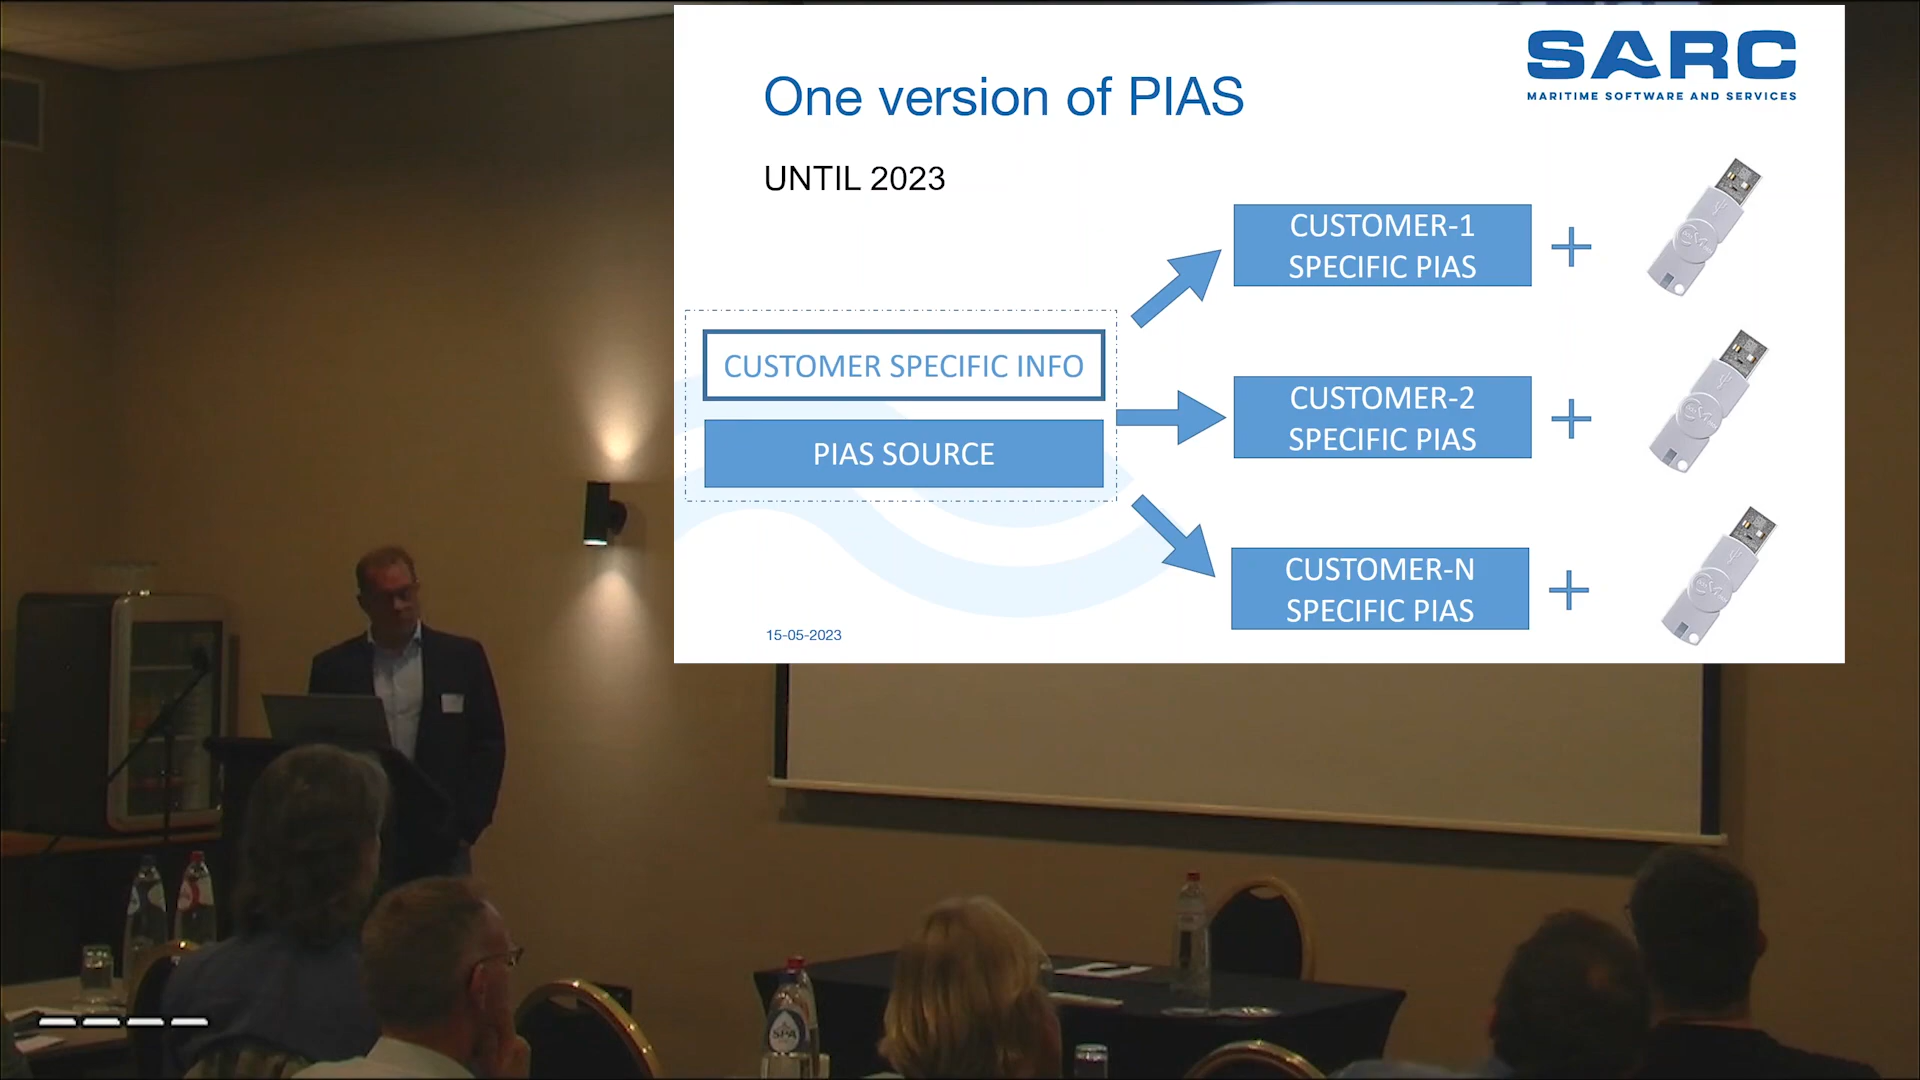 SARC
MARITIME SOFTWARE AND SERVICES
One version of PIAS
UNTIL 2023
CUSTOMER SPECIFIC INFO
PIAS SOURCE
CUSTOMER-1
SPECIFIC PIAS
+
CUSTOMER-2
SPECIFIC PIAS
+
CUSTOMER-N
SPECIFIC PIAS
+
15-05-2023
SPA